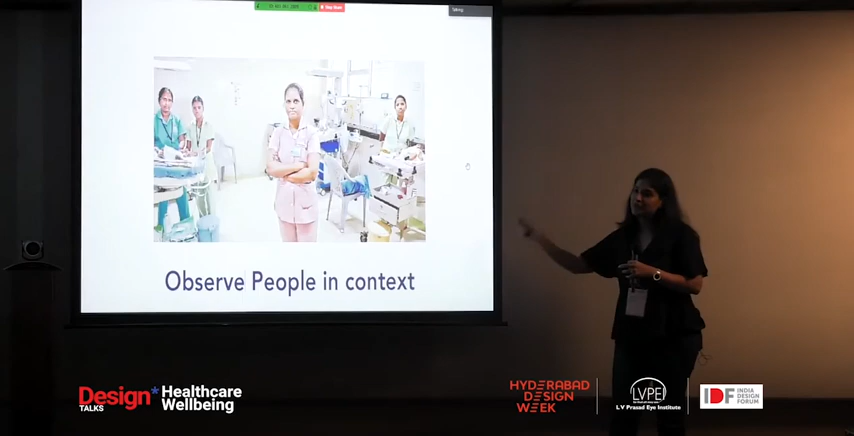 Talking
Observe People in context
Design*
TALKS
Healthcare
Wellbeing
HYDERABAD
DESIGN
WEEK
LVPEI
L V Prasad Eye Institute
IDF
INDIA
DESIGN
FORUM